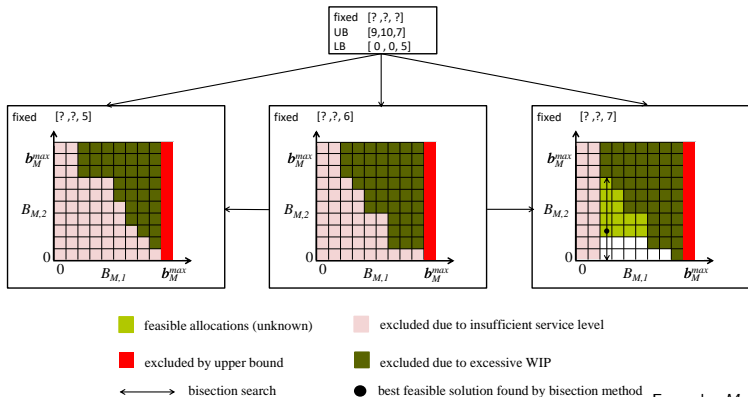 fixed [? ,?, ?]
UB [9,10,7]
LB [ 0 , 0, 5]
fixed [?, ?, 5]
b_M^max
B_M,2
0
0
B_M,1
b_M^max
fixed [?, ?, 6]
b_M^max
B_M,2
0
0
B_M,1
b_M^max
fixed [?, ?, 7]
b_M^max
B_M,2
0
0
B_M,1
b_M^max
feasible allocations (unknown)
excluded due to insufficient service level
excluded by upper bound
excluded due to excessive WIP
bisection search
best feasible solution found by bisection method